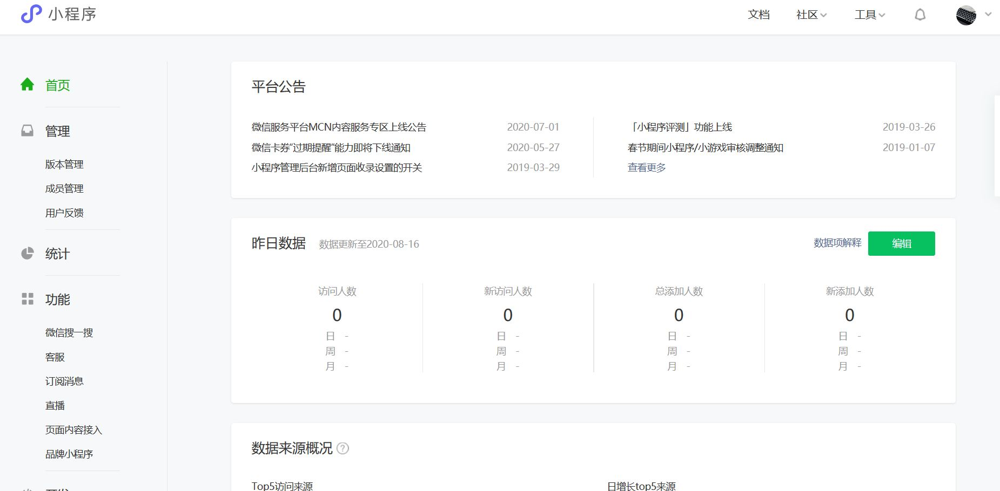 小程序
文档 社区 工具
首页
管理
版本管理
成员管理
用户反馈
统计
功能
微信搜一搜
客服
订阅消息
直播
页面内容接入
品牌小程序
开发
平台公告
微信服务平台MCN内容服务专区上线公告 2020-07-01
微信卡券“过期提醒”能力即将下线通知 2020-05-27
小程序管理后台新增页面收录设置的开关 2019-03-29
「小程序评测」功能上线 2019-03-26
春节期间小程序/小游戏审核调整通知 2019-01-07
查看更多
昨日数据 数据更新至2020-08-16 数据项解释 编辑
访问人数 新访问人数 总添加人数 新添加人数
0 0 0 0
日 - 日 - 日 - 日 -
周 - 周 - 周 - 周 -
月 - 月 - 月 - 月 -
数据来源概况 ?
Top5访问来源 日增长top5来源